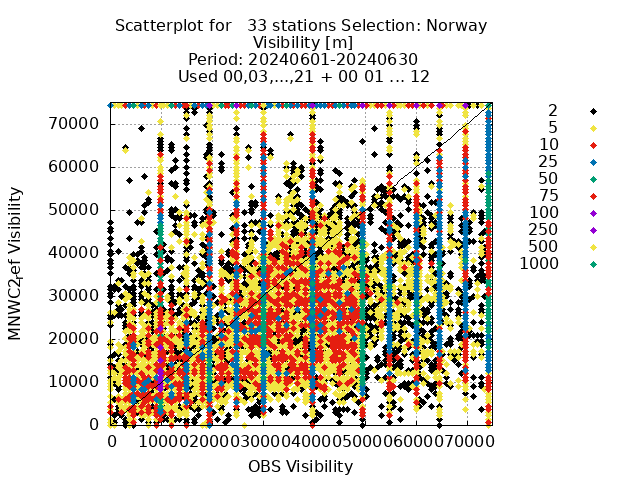 Scatterplot for   33 stations Selection: Norway
Visibility [m]
Period: 20240601-20240630
Used 00,03,...,21 + 00 01 ... 12
70000
60000
50000
40000
30000
20000
10000
0
MNWC2ref Visibility
0 10000 20000 30000 40000 50000 60000 70000
OBS Visibility
2
5
10
25
50
75
100
250
500
1000